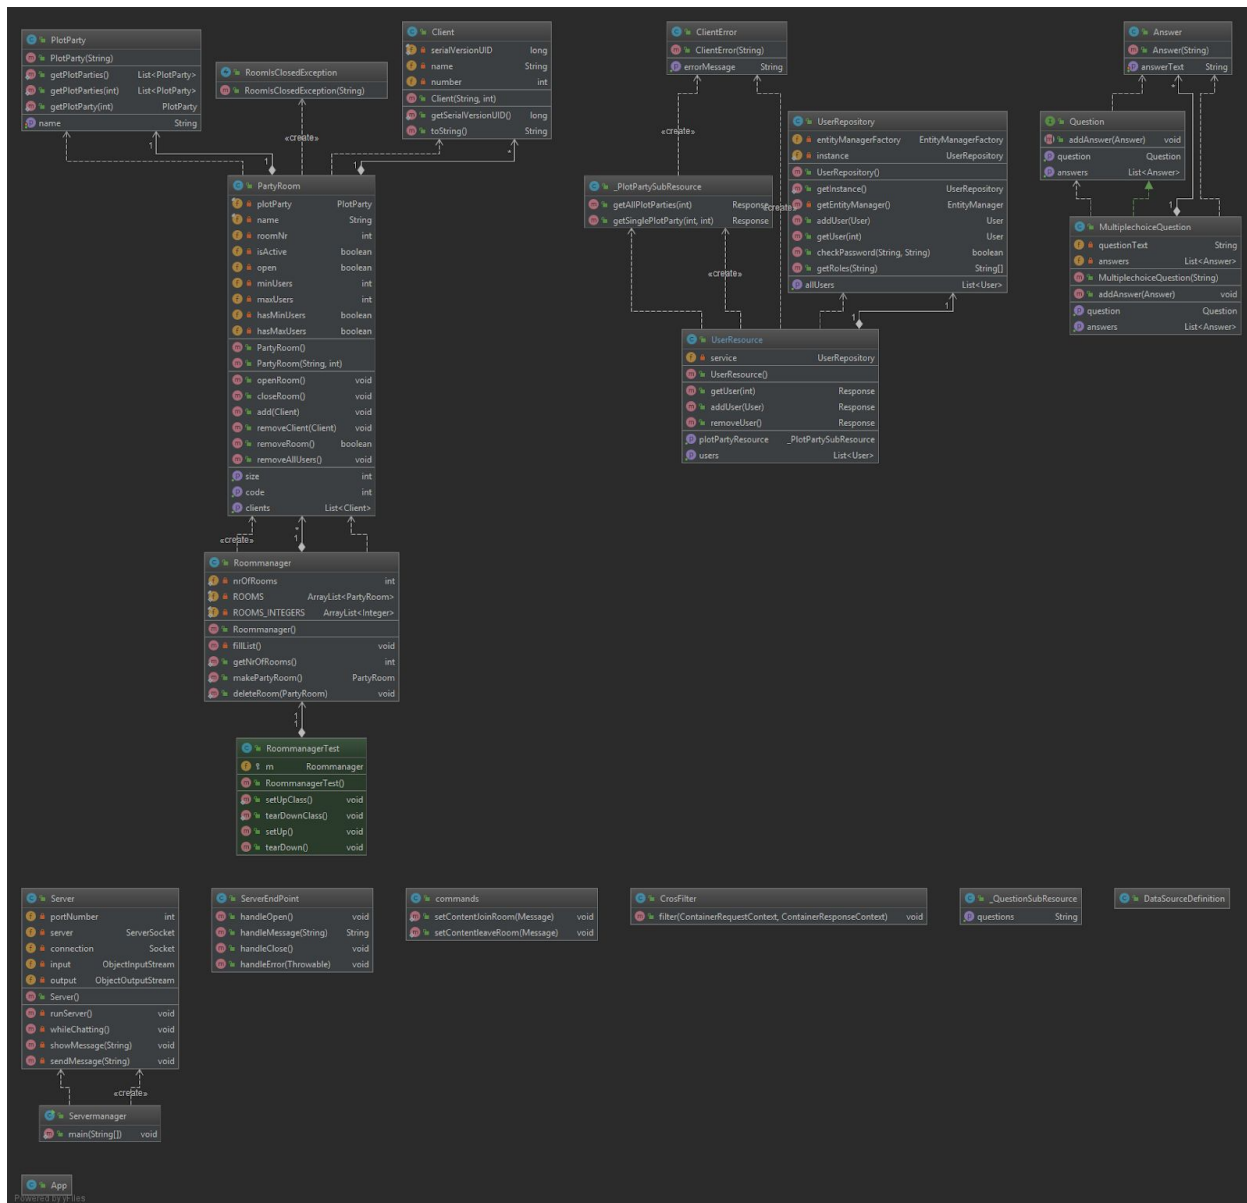 PlotParty
PlotParty(String)
getPlotParties() List<PlotParty>
getPlotParties(int) List<PlotParty>
getPlotParty(int) PlotParty
name String
RoomIsClosedException
RoomIsClosedException(String)
Client
serialVersionUID long
name String
number int
Client(String, int)
getSerialVersionUID() long
toString() String
ClientError
ClientError(String)
errorMessage String
Answer
Answer(String)
answerText String
«create»
1
1
1
*
«create»
UserRepository
entityManagerFactory EntityManagerFactory
instance UserRepository
UserRepository()
getInstance() UserRepository
getEntityManager() EntityManager
addUser(User) User
getUser(int) User
checkPassword(String, String) boolean
getRoles(String) String[]
allUsers List<User>
Question
addAnswer(Answer) void
question Question
answers List<Answer>
*
1
_PlotPartySubResource
getAllPlotParties(int) Response
getSinglePlotParty(int, int) Response
«create»
«create»
1
1
MultiplechoiceQuestion
questionText String
answers List<Answer>
MultiplechoiceQuestion(String)
addAnswer(Answer) void
question Question
answers List<Answer>
PartyRoom
plotParty PlotParty
name String
roomNr int
isActive boolean
open boolean
minUsers int
maxUsers int
hasMinUsers boolean
hasMaxUsers boolean
PartyRoom()
PartyRoom(String, int)
openRoom() void
closeRoom() void
add(Client) void
removeClient(Client) void
removeRoom() boolean
removeAllUsers() void
size int
code int
clients List<Client>
UserResource
service UserRepository
UserResource()
getUser(int) Response
addUser(User) Response
removeUser() Response
plotPartyResource _PlotPartySubResource
users List<User>
«create»
*
1
Roommanager
nrOfRooms int
ROOMS ArrayList<PartyRoom>
ROOMS_INTEGERS ArrayList<Integer>
Roommanager()
fillList() void
getNrOfRooms() int
makePartyRoom() PartyRoom
deleteRoom(PartyRoom) void
1
1
RoommanagerTest
m Roommanager
RoommanagerTest()
setUpClass() void
tearDownClass() void
setUp() void
tearDown() void
Server
portNumber int
server ServerSocket
connection Socket
input ObjectInputStream
output ObjectOutputStream
Server()
runServer() void
whileChatting() void
showMessage(String) void
sendMessage(String) void
ServerEndPoint
handleOpen() void
handleMessage(String) String
handleClose() void
handleError(Throwable) void
commands
setContentJoinRoom(Message) void
setContentleaveRoom(Message) void
CrosFilter
filter(ContainerRequestContext, ContainerResponseContext) void
_QuestionSubResource
questions String
DataSourceDefinition
«create»
Servermanager
main(String[]) void
App
Powered by yFiles